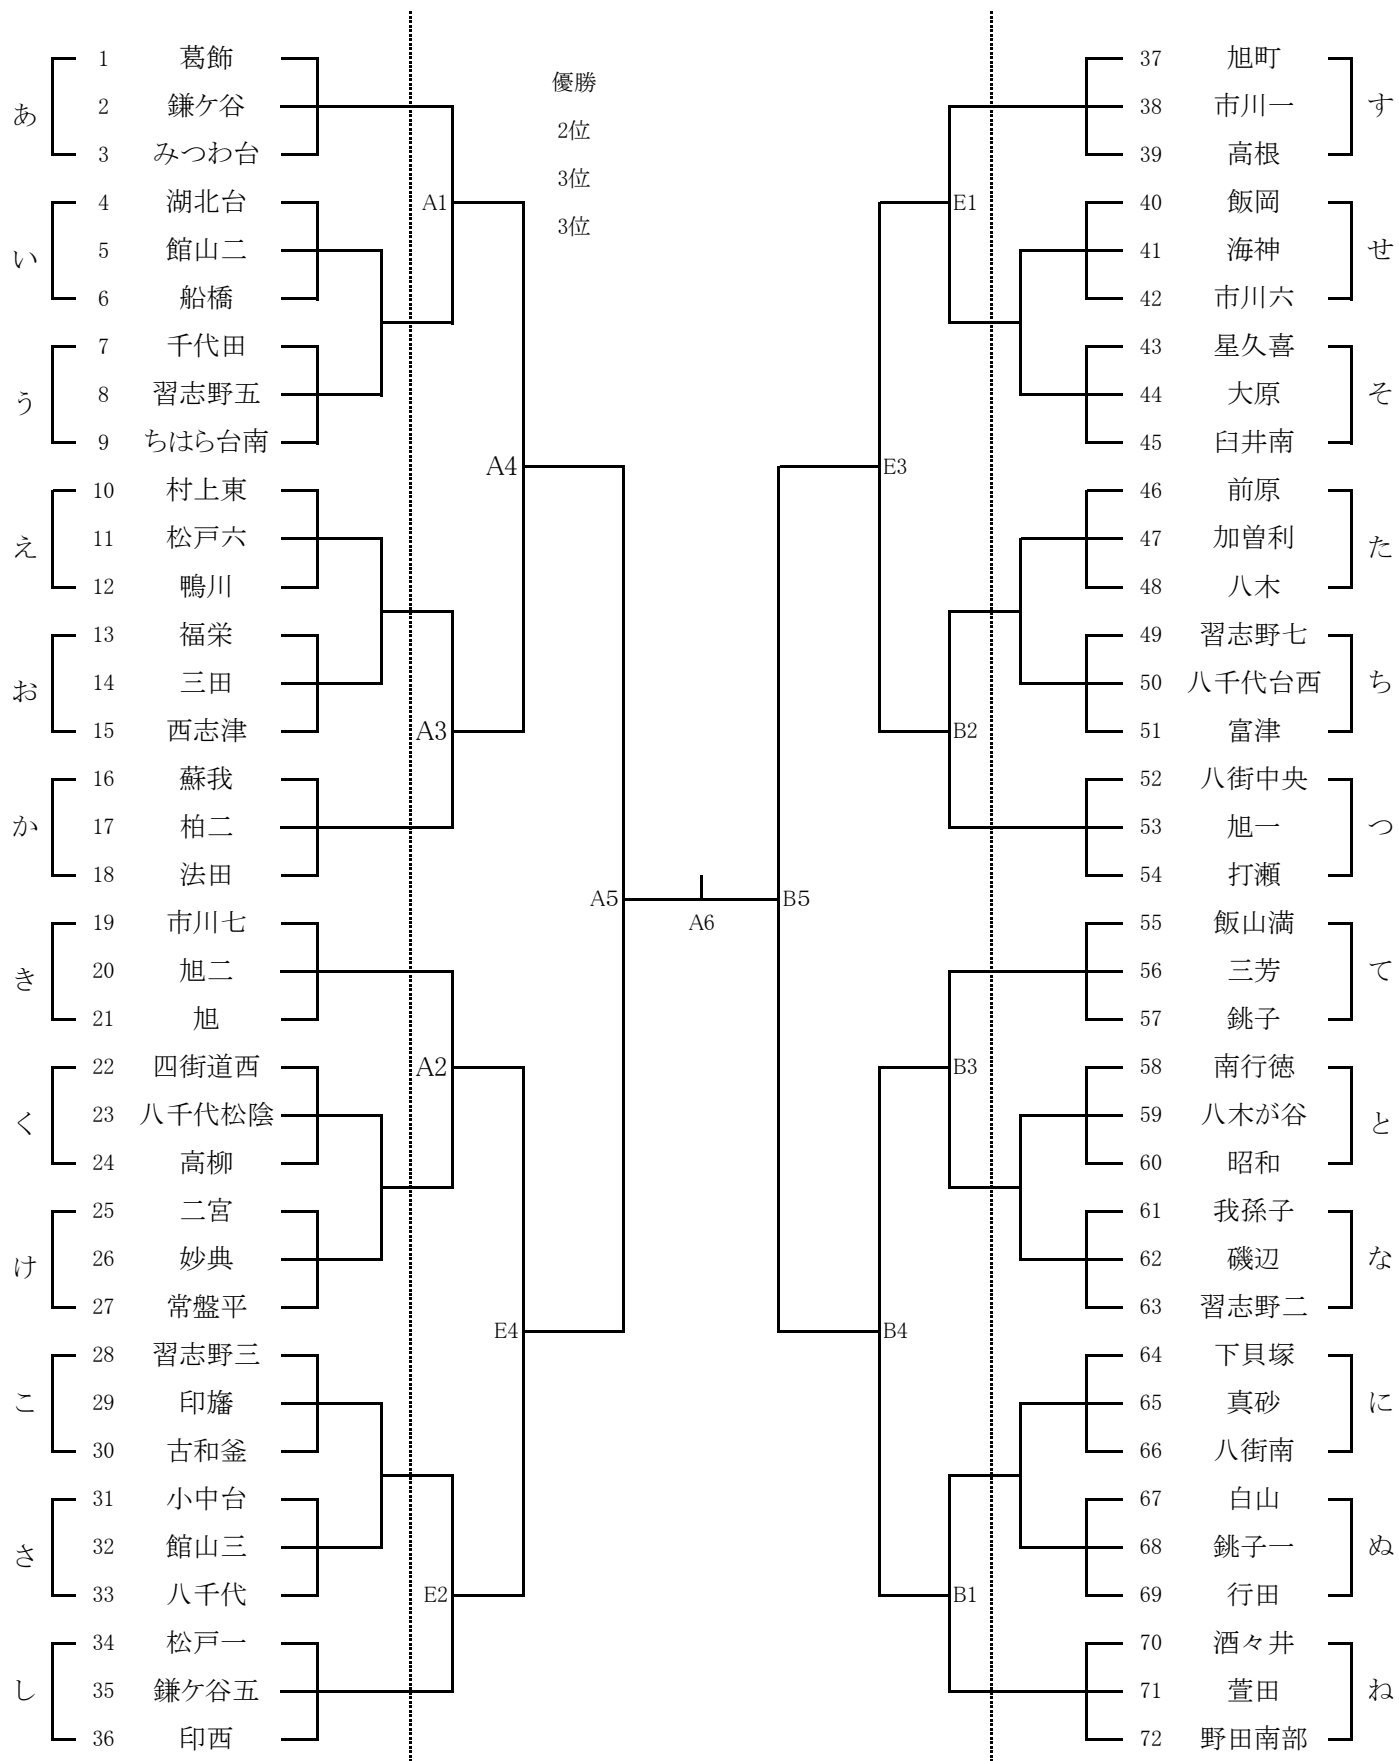 優勝
2位
3位
3位
あ
1 葛飾
2 鎌ケ谷
3 みつわ台
い
4 湖北台
5 館山二
6 船橋
う
7 千代田
8 習志野五
9 ちはら台南
え
10 村上東
11 松戸六
12 鴨川
お
13 福栄
14 三田
15 西志津
か
16 蘇我
17 柏二
18 法田
き
19 市川七
20 旭二
21 旭
く
22 四街道西
23 八千代松陰
24 高柳
け
25 二宮
26 妙典
27 常盤平
こ
28 習志野三
29 印旛
30 古和釜
さ
31 小中台
32 館山三
33 八千代
し
34 松戸一
35 鎌ケ谷五
36 印西
A1
A4
A3
A2
E4
E2
A5
A6
B5
E1
E3
B2
B3
B4
B1
37 旭町
38 市川一
39 高根
す
40 飯岡
41 海神
42 市川六
せ
43 星久喜
44 大原
45 臼井南
そ
46 前原
47 加曽利
48 八木
た
49 習志野七
50 八千代台西
51 富津
ち
52 八街中央
53 旭一
54 打瀬
つ
55 飯山満
56 三芳
57 銚子
て
58 南行徳
59 八木が谷
60 昭和
と
61 我孫子
62 磯辺
63 習志野二
な
64 下貝塚
65 真砂
66 八街南
に
67 白山
68 銚子一
69 行田
ぬ
70 酒々井
71 萱田
72 野田南部
ね